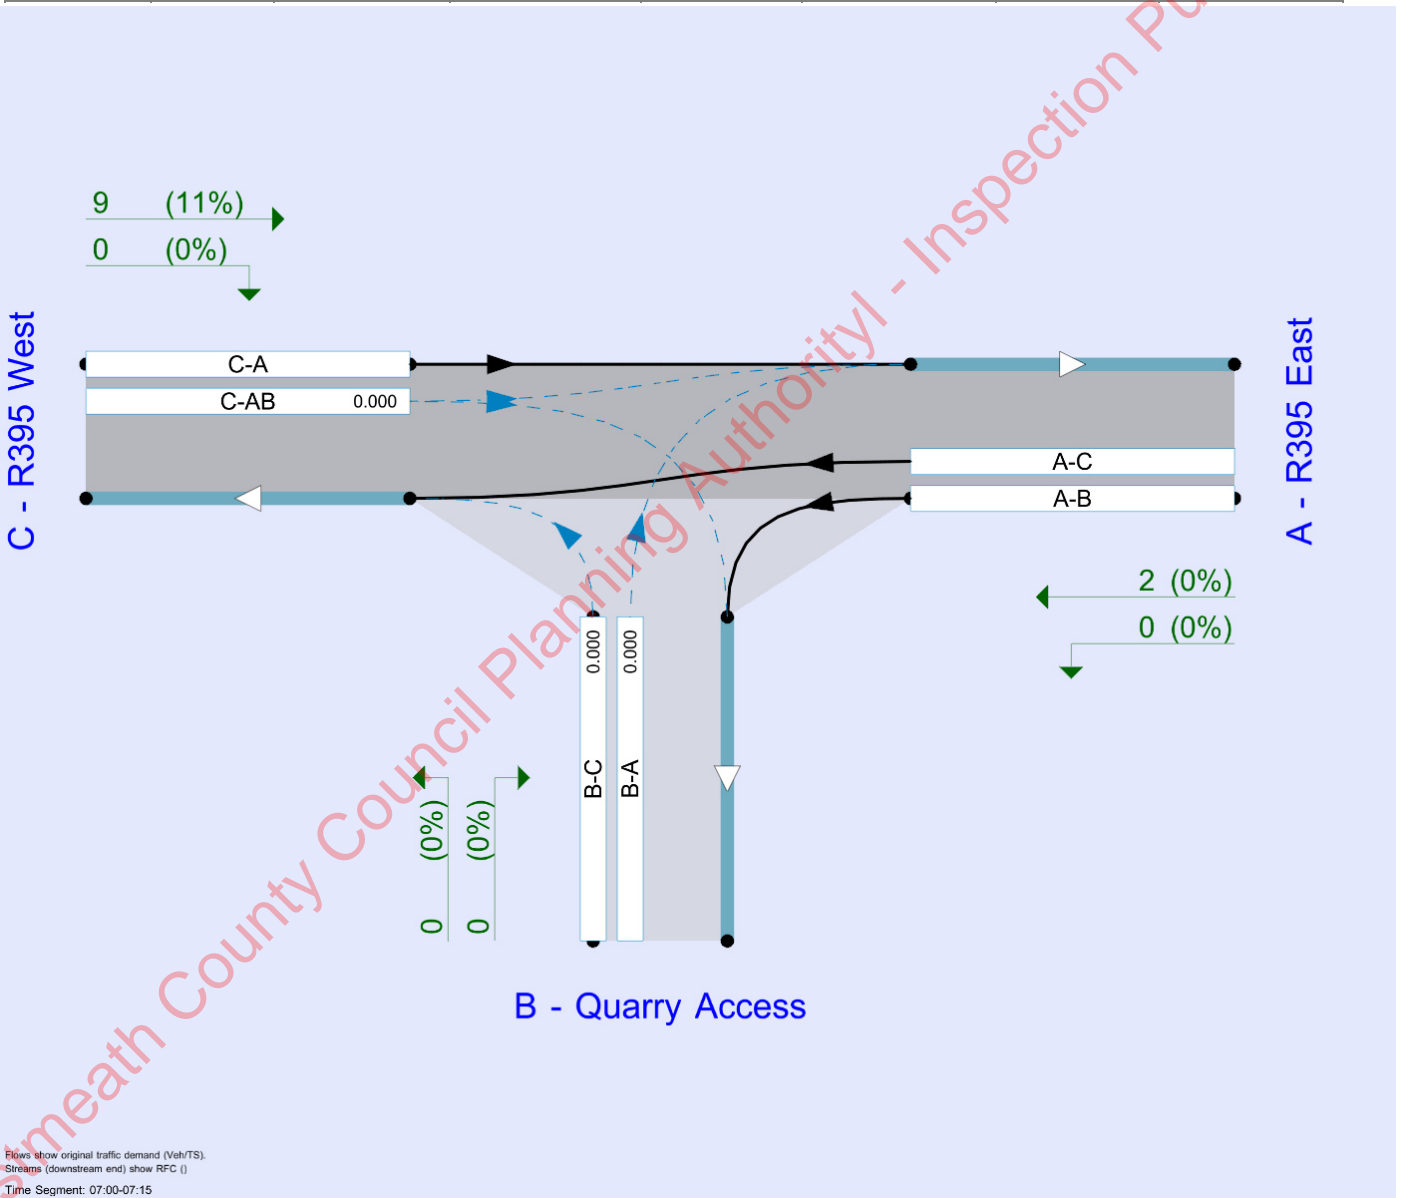 9 (11%)
0 (0%)
C - R395 West
C-A
C-AB 0.000
A-C
A-B
A - R395 East
2 (0%)
0 (0%)
0.000
0.000
B-C
B-A
0 (0%)
0 (0%)
B - Quarry Access
Flows show original traffic demand (Veh/TS).
Streams (downstream end) show RFC ()
Time Segment: 07:00-07:15
stmeath County Council Planning Authorityl - Inspection Pu